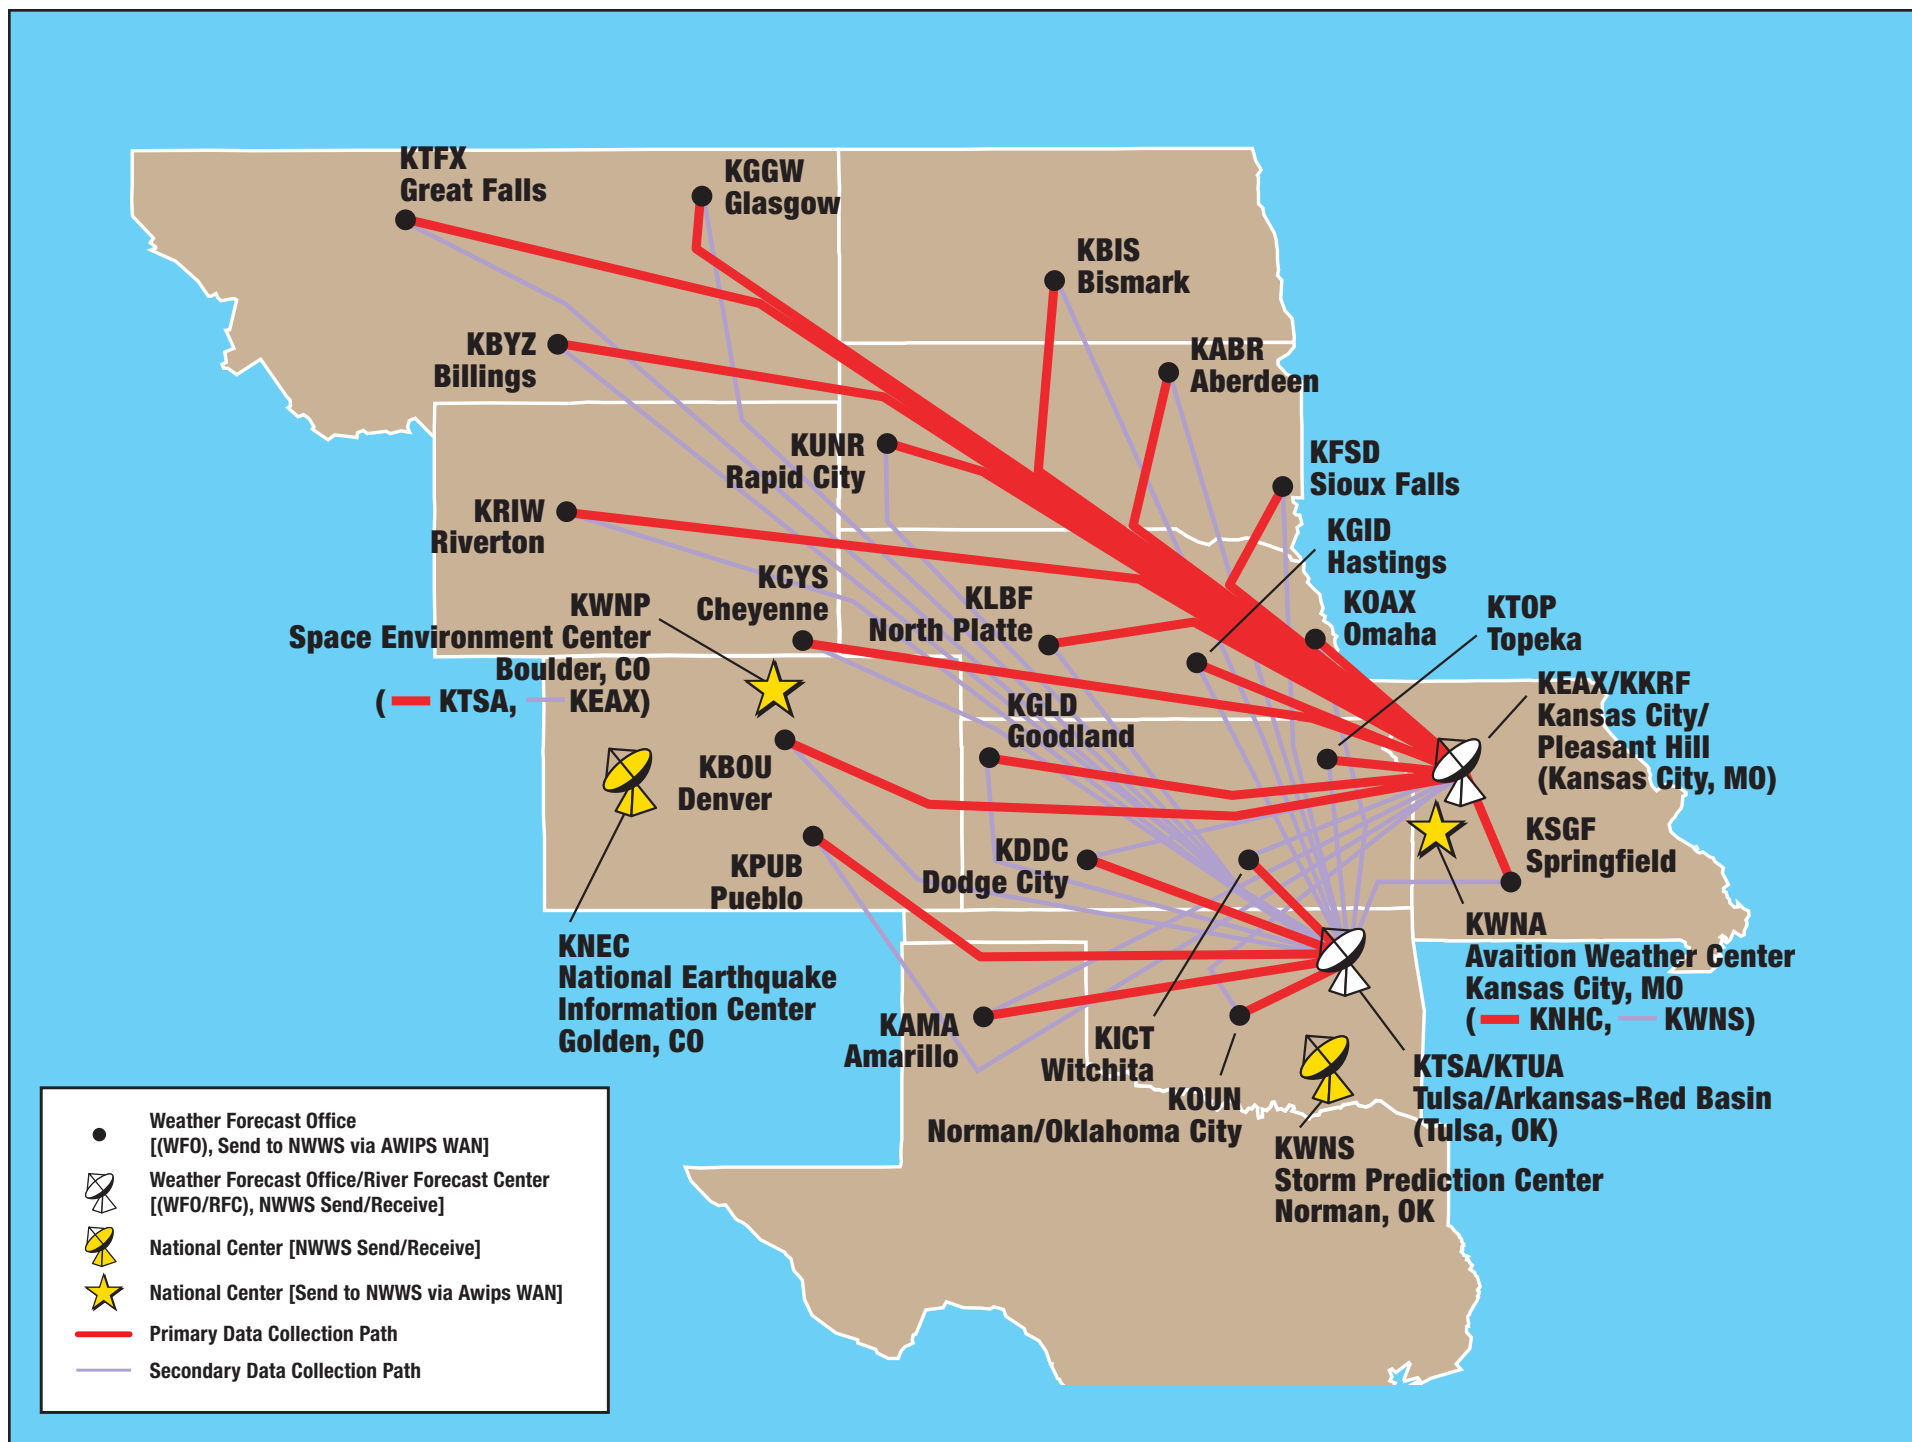 KTFX
Great Falls
KGGW
Glasgow
KBIS
Bismark
KBYZ
Billings
KABR
Aberdeen
KUNR
Rapid City
KFSD
Sioux Falls
KRIW
Riverton
KGID
Hastings
KCYS
Cheyenne
KWNP
Space Environment Center
Boulder, CO
( KTSA, KEAX)
KLBF
North Platte
KOAX
Omaha
KTOP
Topeka
KEAX/KKRF
Kansas City/
Pleasant Hill
(Kansas City, MO)
KGLD
Goodland
KBOU
Denver
KDDC
Dodge City
KSGF
Springfield
KPUB
Pueblo
KNEC
National Earthquake
Information Center
Golden, CO
KWNA
Avaition Weather Center
Kansas City, MO
( KNHC, KWNS)
KAMA
Amarillo
KICT
Witchita
KOUN
Norman/Oklahoma City
KTSA/KTUA
Tulsa/Arkansas-Red Basin
(Tulsa, OK)
KWNS
Storm Prediction Center
Norman, OK
Weather Forecast Office
[(WFO), Send to NWWS via AWIPS WAN]
Weather Forecast Office/River Forecast Center
[(WFO/RFC), NWWS Send/Receive]
National Center [NWWS Send/Receive]
National Center [Send to NWWS via Awips WAN]
Primary Data Collection Path
Secondary Data Collection Path